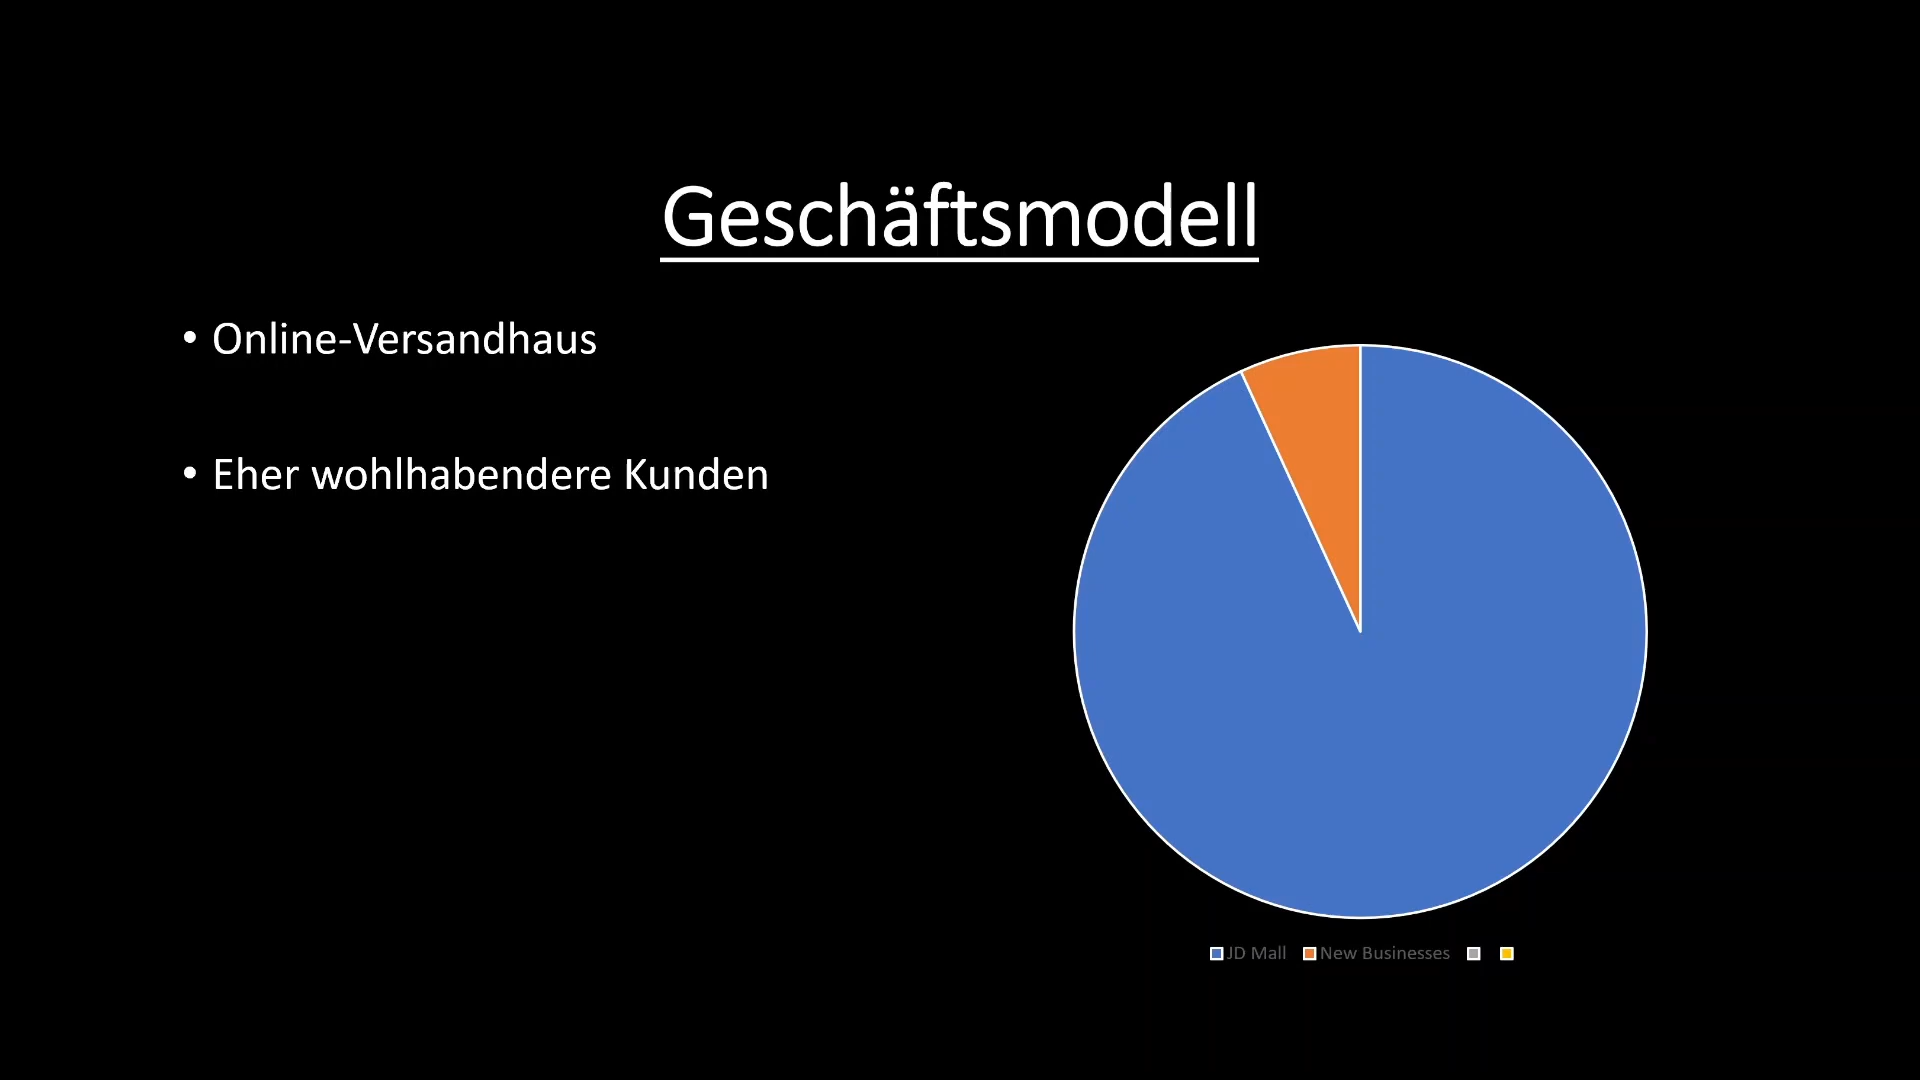 Geschäftsmodell
• Online-Versandhaus
• Eher wohlhabendere Kunden
JD Mall New Businesses